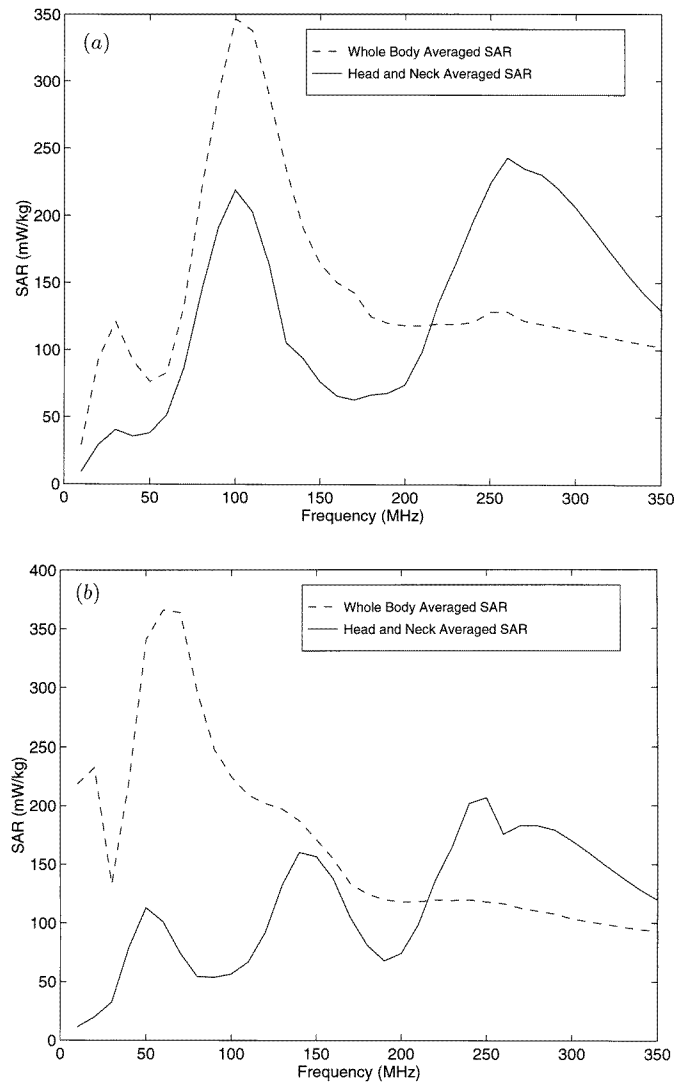 (a)
Whole Body Averaged SAR
Head and Neck Averaged SAR
350
300
250
200
150
100
50
0
SAR (mW/kg)
0 50 100 150 200 250 300 350
Frequency (MHz)
(b)
Whole Body Averaged SAR
Head and Neck Averaged SAR
400
350
300
250
200
150
100
50
0
SAR (mW/kg)
0 50 100 150 200 250 300 350
Frequency (MHz)